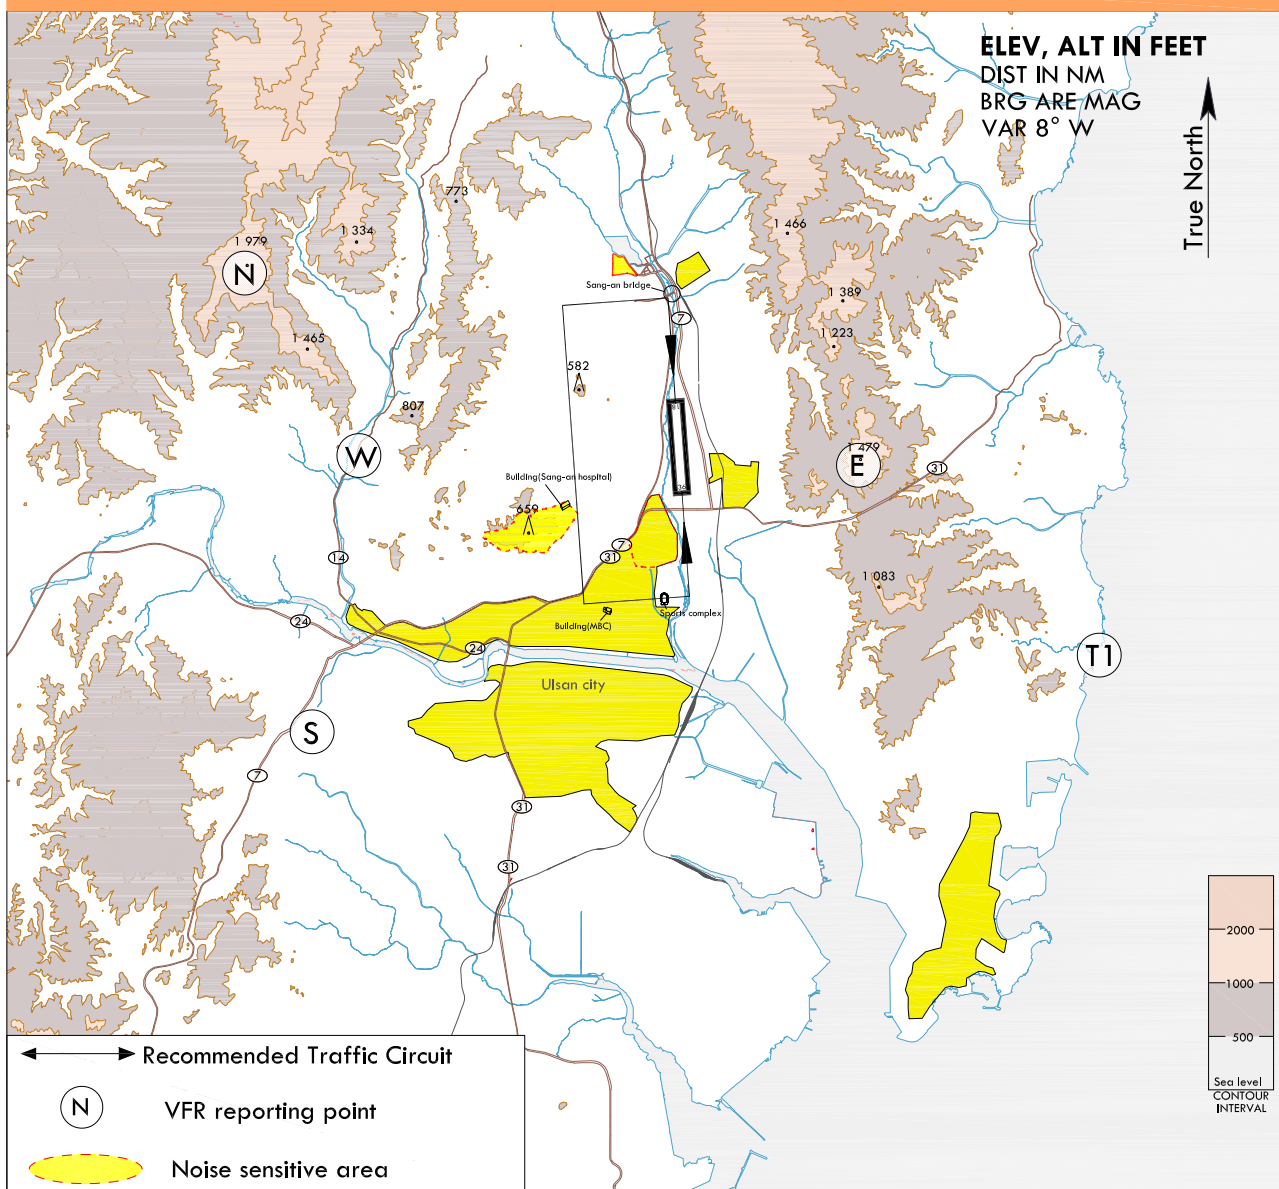 ELEV, ALT IN FEET
DIST IN NM
BRG ARE MAG
VAR 8° W
True North
773
1 334
1 979
N
1 466
1 389
1 223
1 465
Sang-an bridge
7
582
807
18
W
1 479
E
31
Building(Sang-an hospital)
659
36
14
7
31
1 083
24
Sports complex
Building(MBC)
24
T1
Ulsan city
S
7
31
31
2000
1000
500
Sea level
CONTOUR
INTERVAL
Recommended Traffic Circuit
N
VFR reporting point
Noise sensitive area